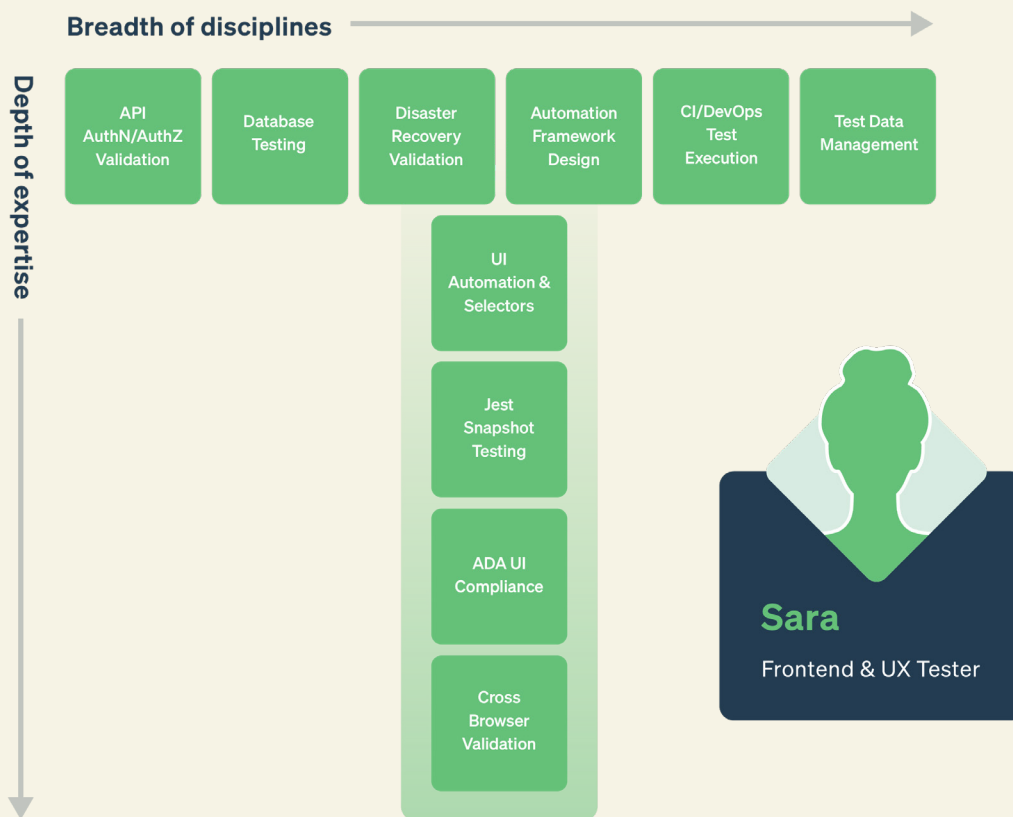 Breadth of disciplines
Depth of expertise
API
AuthN/AuthZ
Validation
Database
Testing
Disaster
Recovery
Validation
Automation
Framework
Design
CI/DevOps
Test
Execution
Test Data
Management
UI
Automation &
Selectors
Jest
Snapshot
Testing
ADA UI
Compliance
Cross
Browser
Validation
Sara
Frontend & UX Tester